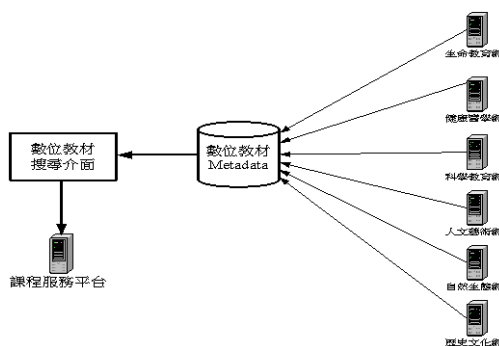 生命教育網
健康醫學網
數位教材
搜尋介面
數位教材
Metadata
科學教育網
人文藝術網
課程服務平台
自然生態網
歷史文化網